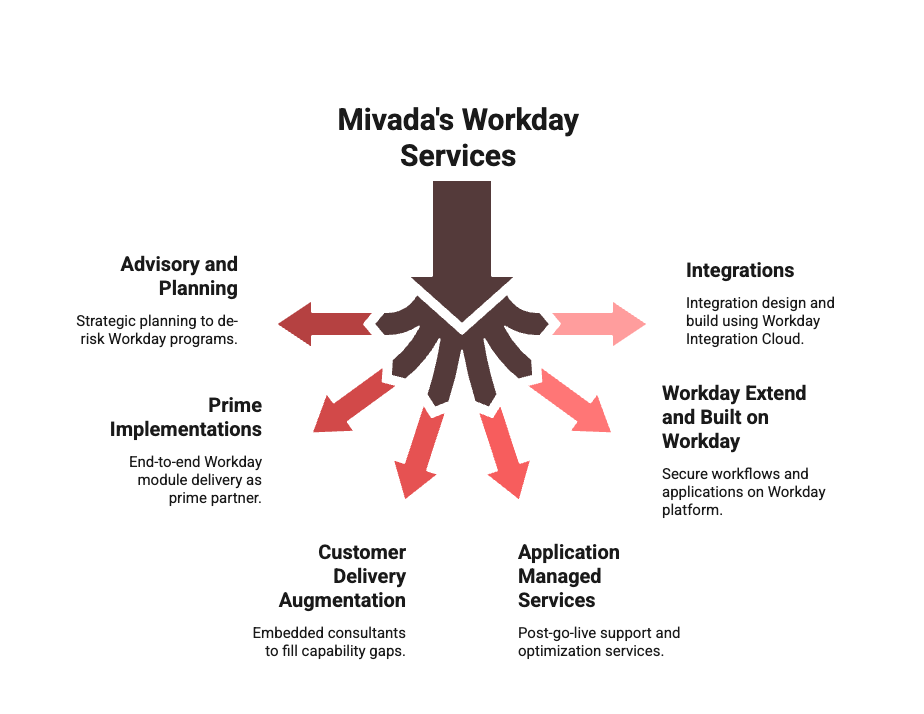 Mivada's Workday
Services
Advisory and
Planning
Strategic planning to de-
risk Workday programs.
Prime
Implementations
End-to-end Workday
module delivery as
prime partner.
Customer
Delivery
Augmentation
Embedded consultants
to fill capability gaps.
Application
Managed
Services
Post-go-live support and
optimization services.
Workday Extend
and Built on
Workday
Secure workflows and
applications on Workday
platform.
Integrations
Integration design and
build using Workday
Integration Cloud.